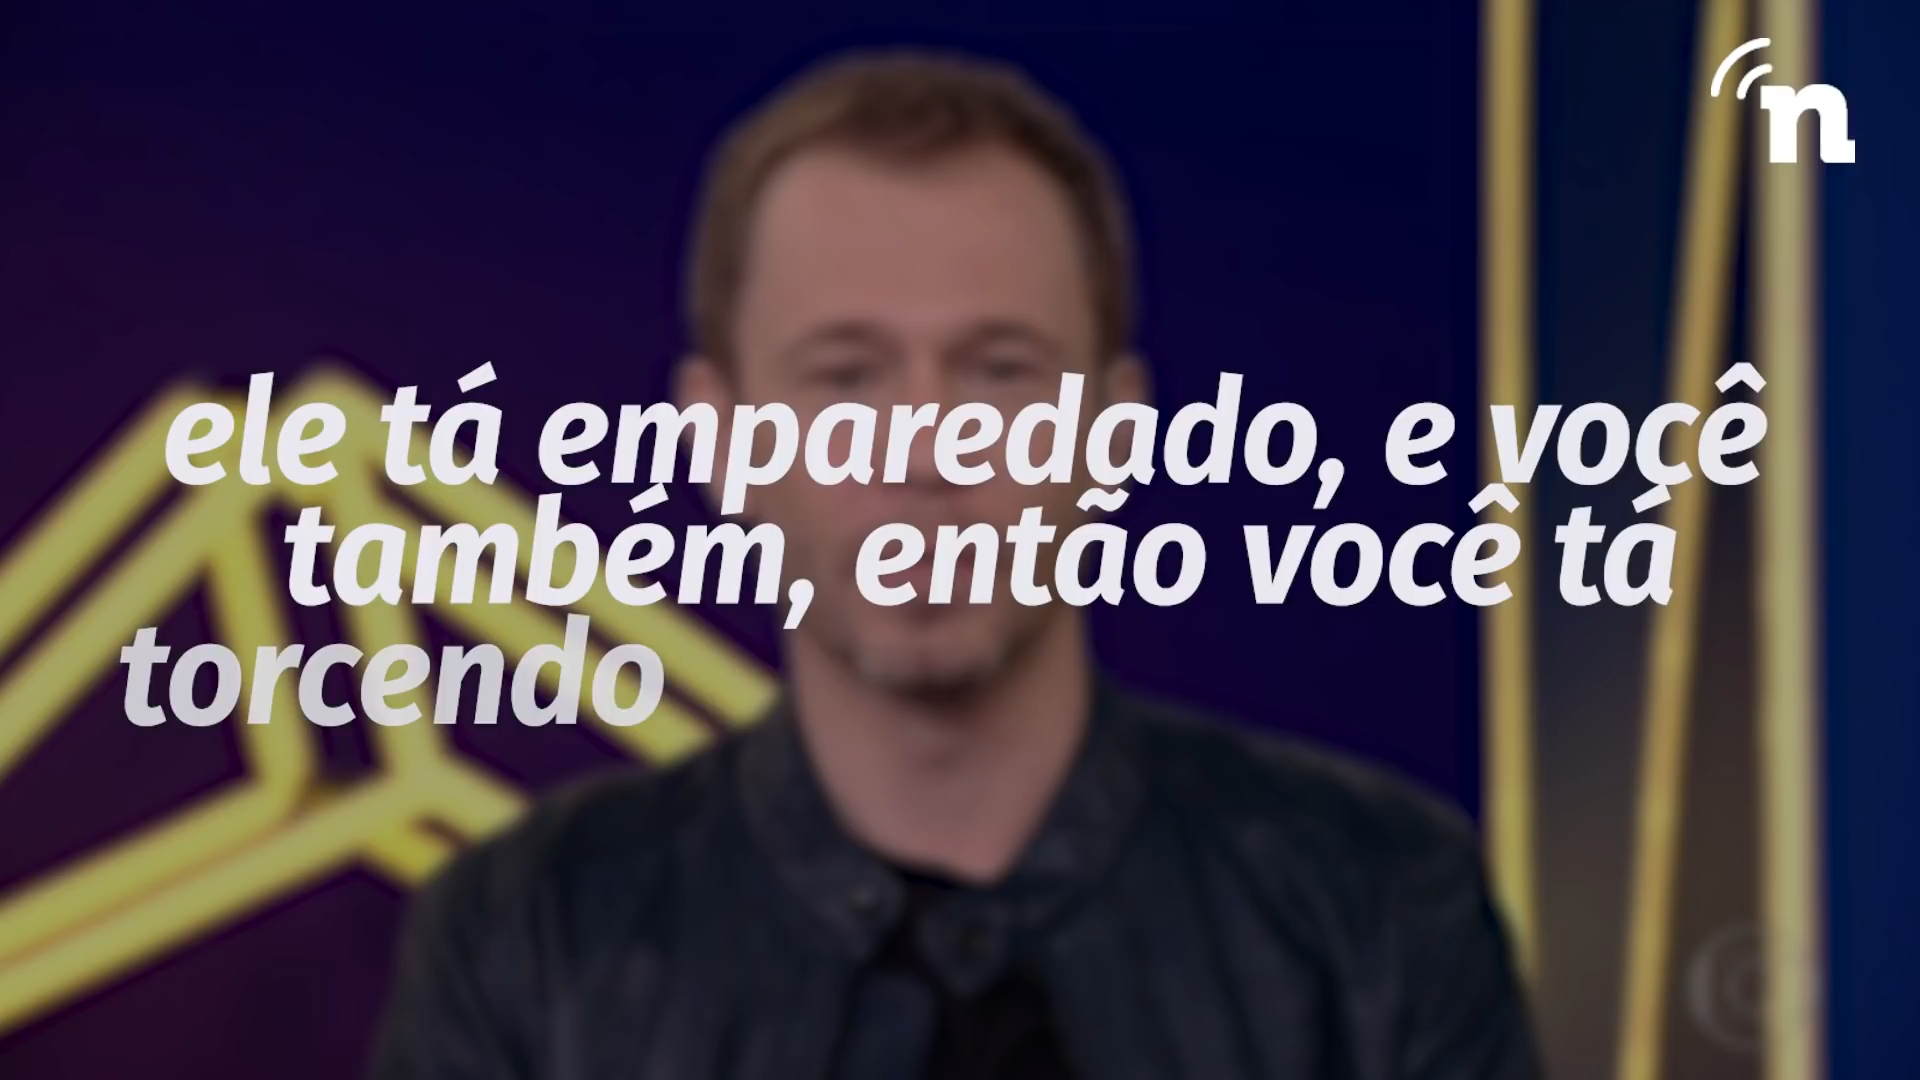 n
ele tá emparedado, e você
também, então você tá
torcendo